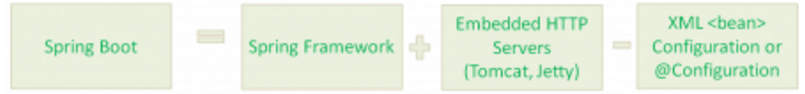 Spring Boot
=
Spring Framework
+
Embedded HTTP
Servers
(Tomcat, Jetty)
-
XML <bean>
Configuration or
@Configuration